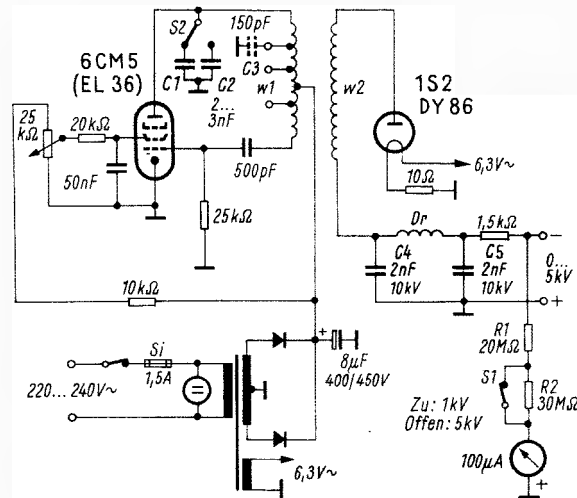 6CM5
(EL 36)
S2
150pF
C1
C2
C3
w1
w2
1S2
DY 86
2...
3nF
25
kΩ
20kΩ
50nF
500pF
25kΩ
6,3V~
10Ω
Dr
1,5kΩ
C4
2nF
10kV
C5
2nF
10kV
−
0...
5kV
+
10kΩ
R1
20MΩ
Si
1,5A
220...240V~
+
8µF
400/450V
S1
R2
30MΩ
Zu: 1kV
Offen: 5kV
6,3V~
100µA
+